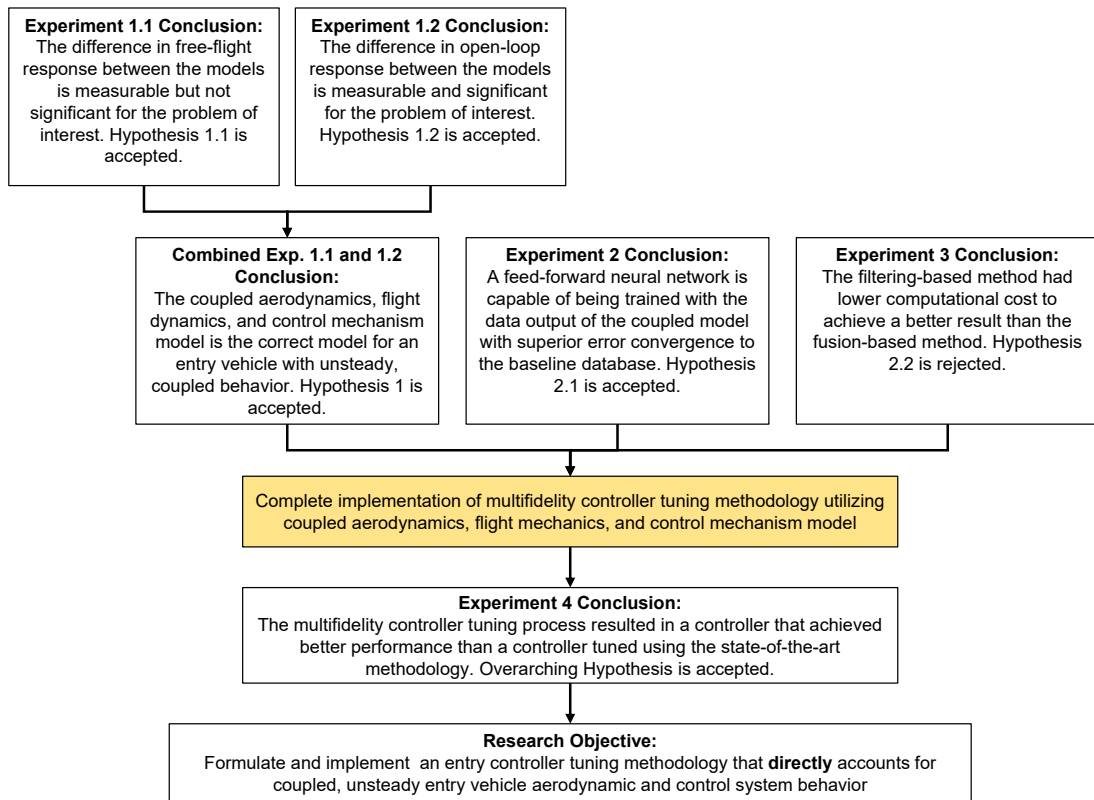 Experiment 1.1 Conclusion:
The difference in free-flight
response between the models
is measurable but not
significant for the problem of
interest. Hypothesis 1.1 is
accepted.
Experiment 1.2 Conclusion:
The difference in open-loop
response between the models
is measurable and significant
for the problem of interest.
Hypothesis 1.2 is accepted.
Combined Exp. 1.1 and 1.2
Conclusion:
The coupled aerodynamics, flight
dynamics, and control mechanism
model is the correct model for an
entry vehicle with unsteady,
coupled behavior. Hypothesis 1 is
accepted.
Experiment 2 Conclusion:
A feed-forward neural network is
capable of being trained with the
data output of the coupled model
with superior error convergence to
the baseline database. Hypothesis
2.1 is accepted.
Experiment 3 Conclusion:
The filtering-based method had
lower computational cost to
achieve a better result than the
fusion-based method. Hypothesis
2.2 is rejected.
Complete implementation of multifidelity controller tuning methodology utilizing
coupled aerodynamics, flight mechanics, and control mechanism model
Experiment 4 Conclusion:
The multifidelity controller tuning process resulted in a controller that achieved
better performance than a controller tuned using the state-of-the-art
methodology. Overarching Hypothesis is accepted.
Research Objective:
Formulate and implement an entry controller tuning methodology that directly accounts for
coupled, unsteady entry vehicle aerodynamic and control system behavior